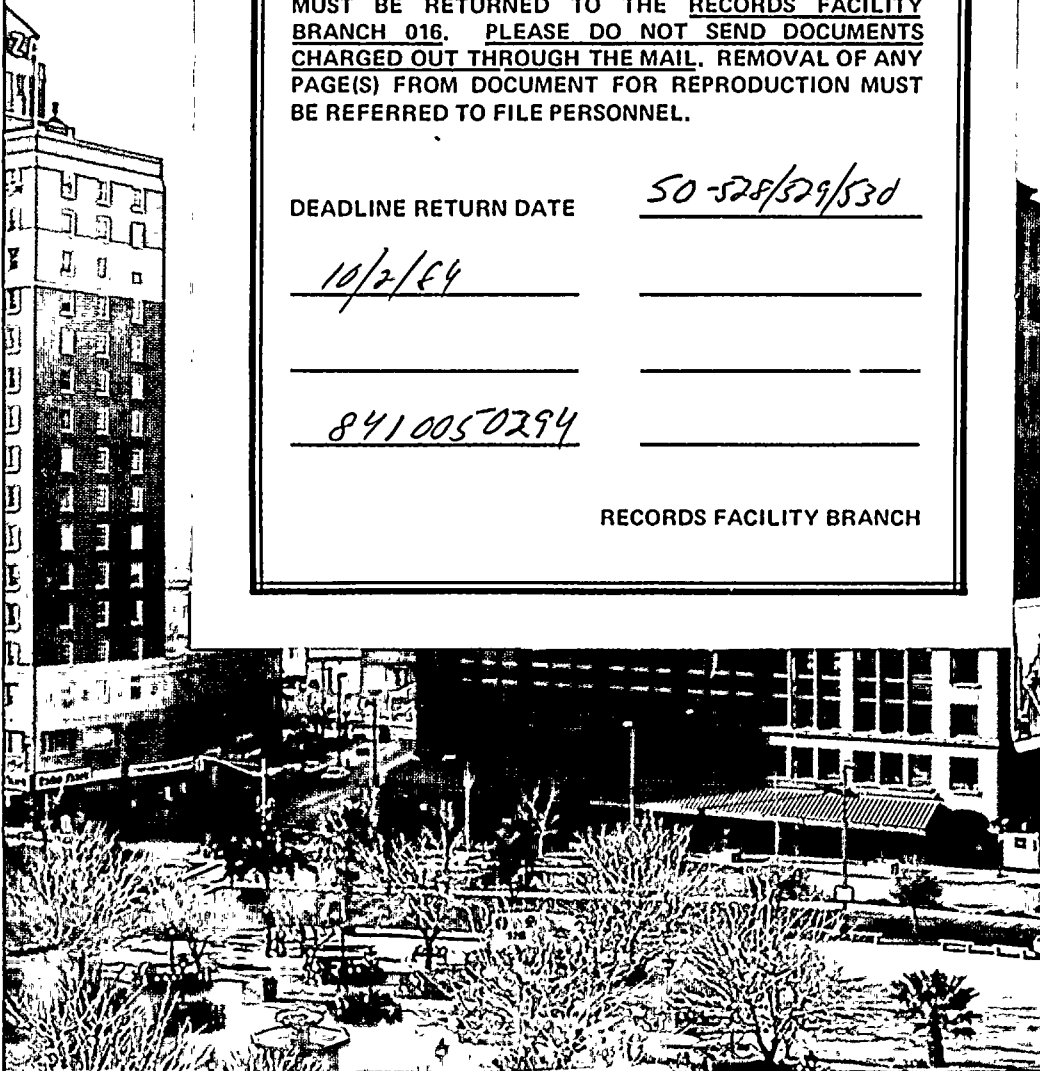 MUST BE RETURNED TO THE RECORDS FACILITY
BRANCH 016. PLEASE DO NOT SEND DOCUMENTS
CHARGED OUT THROUGH THE MAIL. REMOVAL OF ANY
PAGE(S) FROM DOCUMENT FOR REPRODUCTION MUST
BE REFERRED TO FILE PERSONNEL.
DEADLINE RETURN DATE 50-528/529/530
10/2/84
8410050294
RECORDS FACILITY BRANCH